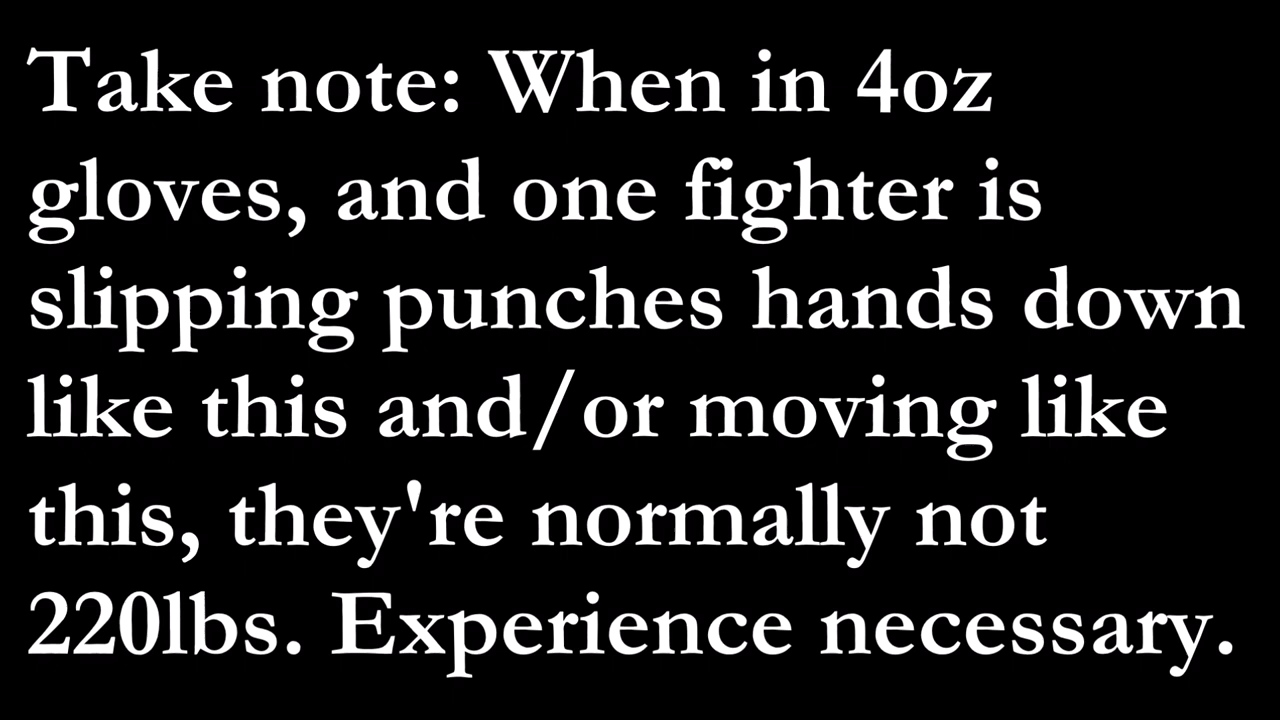 Take note: When in 4oz
gloves, and one fighter is
slipping punches hands down
like this and/or moving like
this, they're normally not
220lbs. Experience necessary.